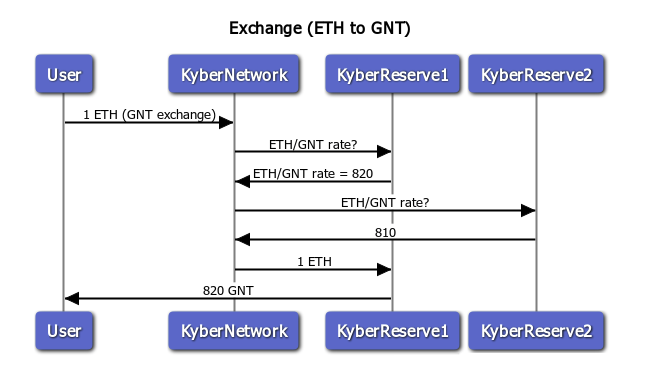 Exchange (ETH to GNT)
User
KyberNetwork
KyberReserve1
KyberReserve2
1 ETH (GNT exchange)
ETH/GNT rate?
ETH/GNT rate = 820
ETH/GNT rate?
810
1 ETH
820 GNT
User
KyberNetwork
KyberReserve1
KyberReserve2